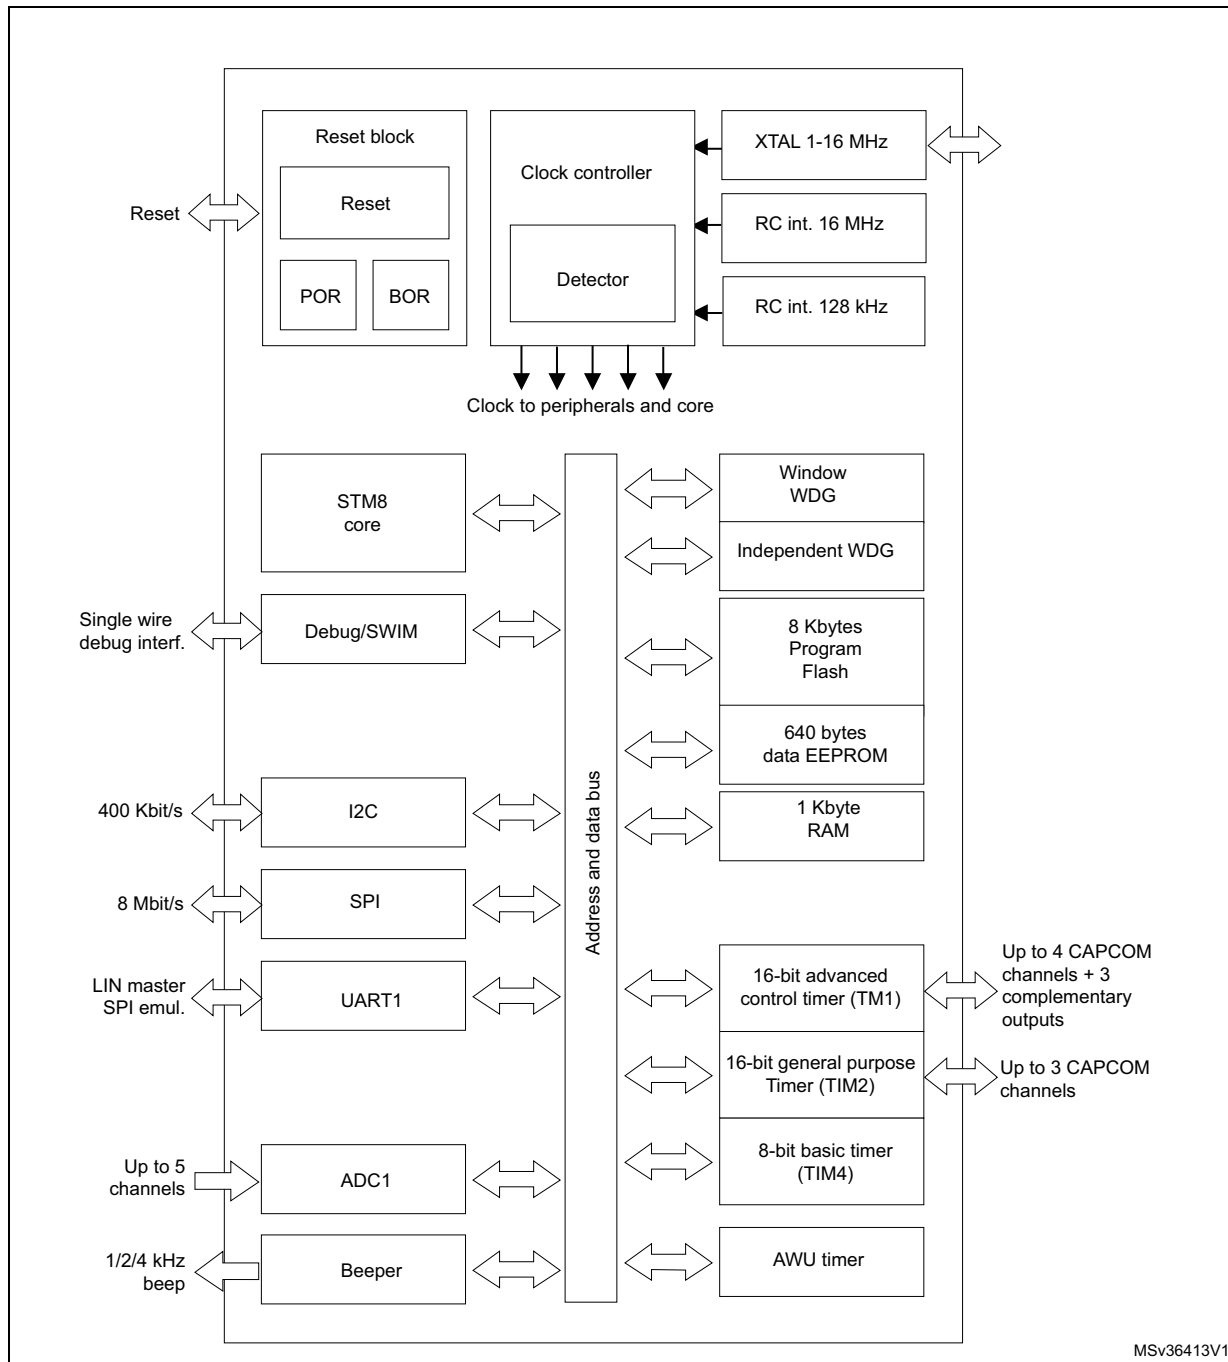 Reset block
Reset
POR
BOR
Reset
Clock controller
Detector
XTAL 1-16 MHz
RC int. 16 MHz
RC int. 128 kHz
Clock to peripherals and core
STM8
core
Single wire
debug interf.
Debug/SWIM
400 Kbit/s
I2C
8 Mbit/s
SPI
LIN master
SPI emul.
UART1
Up to 5
channels
ADC1
1/2/4 kHz
beep
Beeper
Address and data bus
Window
WDG
Independent WDG
8 Kbytes
Program
Flash
640 bytes
data EEPROM
1 Kbyte
RAM
16-bit advanced
control timer (TM1)
Up to 4 CAPCOM
channels + 3
complementary
outputs
16-bit general purpose
Timer (TIM2)
Up to 3 CAPCOM
channels
8-bit basic timer
(TIM4)
AWU timer
MSv36413V1